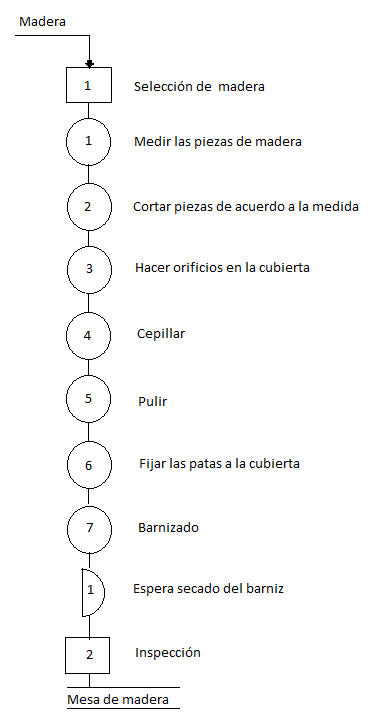 Madera
1 Selección de madera
1 Medir las piezas de madera
2 Cortar piezas de acuerdo a la medida
3 Hacer orificios en la cubierta
4 Cepillar
5 Pulir
6 Fijar las patas a la cubierta
7 Barnizado
1 Espera secado del barniz
2 Inspección
Mesa de madera